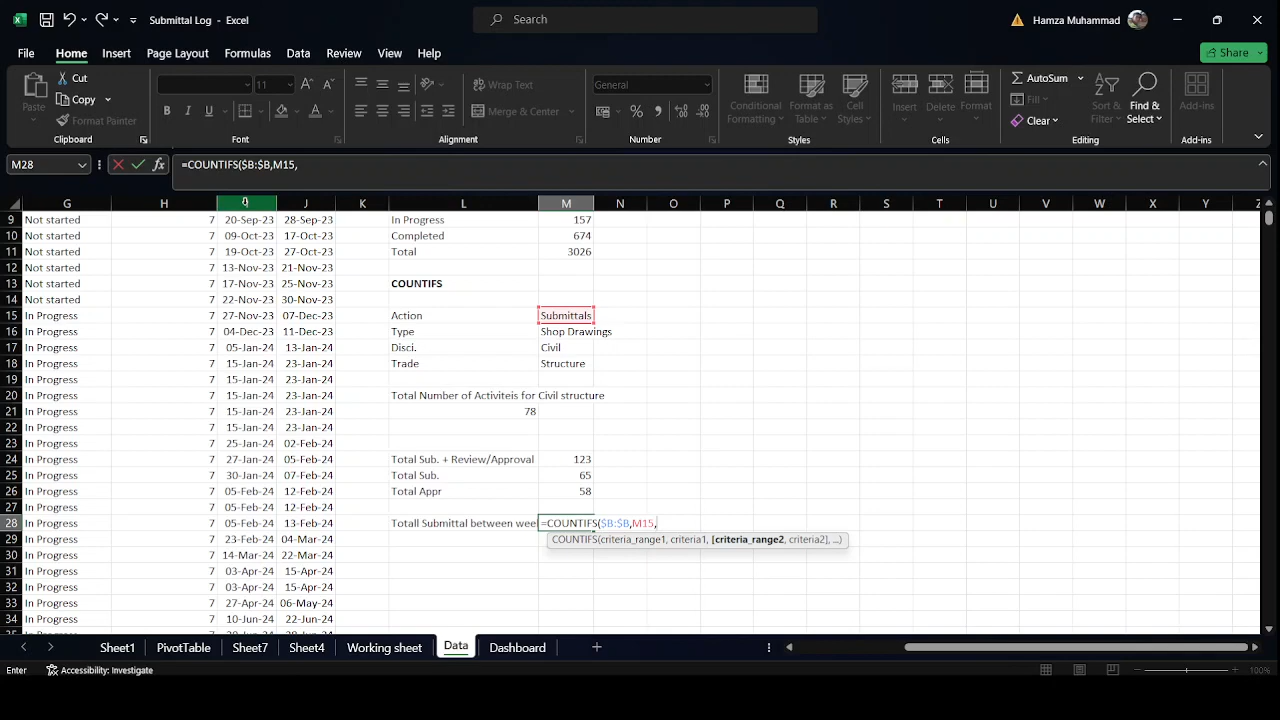 Submittal Log - Excel
Search
Hamza Muhammad
File Home Insert Page Layout Formulas Data Review View Help
Share
Paste
Cut
Copy
Format Painter
Clipboard
11
B I U
Font
Wrap Text
Merge & Center
Alignment
General
Number
Conditional Formatting
Format as Table
Cell Styles
Styles
Insert Delete Format
Cells
AutoSum
Fill
Clear
Sort & Filter
Find & Select
Editing
Add-ins
Add-ins
M28 fx =COUNTIFS($B:$B,M15,
G H J K L M N O P Q R S T U V W X Y Z
9 Not started 7 20-Sep-23 28-Sep-23 In Progress 157
10 Not started 7 09-Oct-23 17-Oct-23 Completed 674
11 Not started 7 19-Oct-23 27-Oct-23 Total 3026
12 Not started 7 13-Nov-23 21-Nov-23
13 Not started 7 17-Nov-23 25-Nov-23 COUNTIFS
14 Not started 7 22-Nov-23 30-Nov-23
15 In Progress 7 27-Nov-23 07-Dec-23 Action Submittals
16 In Progress 7 04-Dec-23 11-Dec-23 Type Shop Drawings
17 In Progress 7 05-Jan-24 13-Jan-24 Disci. Civil
18 In Progress 7 15-Jan-24 23-Jan-24 Trade Structure
19 In Progress 7 15-Jan-24 23-Jan-24
20 In Progress 7 15-Jan-24 23-Jan-24 Total Number of Activiteis for Civil structure
21 In Progress 7 15-Jan-24 23-Jan-24 78
22 In Progress 7 15-Jan-24 23-Jan-24
23 In Progress 7 25-Jan-24 02-Feb-24
24 In Progress 7 27-Jan-24 05-Feb-24 Total Sub. + Review/Approval 123
25 In Progress 7 30-Jan-24 07-Feb-24 Total Sub. 65
26 In Progress 7 05-Feb-24 12-Feb-24 Total Appr 58
27 In Progress 7 05-Feb-24 12-Feb-24
28 In Progress 7 05-Feb-24 13-Feb-24 Totall Submittal between wee =COUNTIFS($B:$B,M15,
29 In Progress 7 23-Feb-24 04-Mar-24 COUNTIFS(criteria_range1, criteria1, [criteria_range2, criteria2], ...)
30 In Progress 7 14-Mar-24 22-Mar-24
31 In Progress 7 03-Apr-24 15-Apr-24
32 In Progress 7 03-Apr-24 15-Apr-24
33 In Progress 7 27-Apr-24 06-May-24
34 In Progress 7 10-Jun-24 22-Jun-24
Sheet1 PivotTable Sheet7 Sheet4 Working sheet Data Dashboard
Enter Accessibility: Investigate 100%